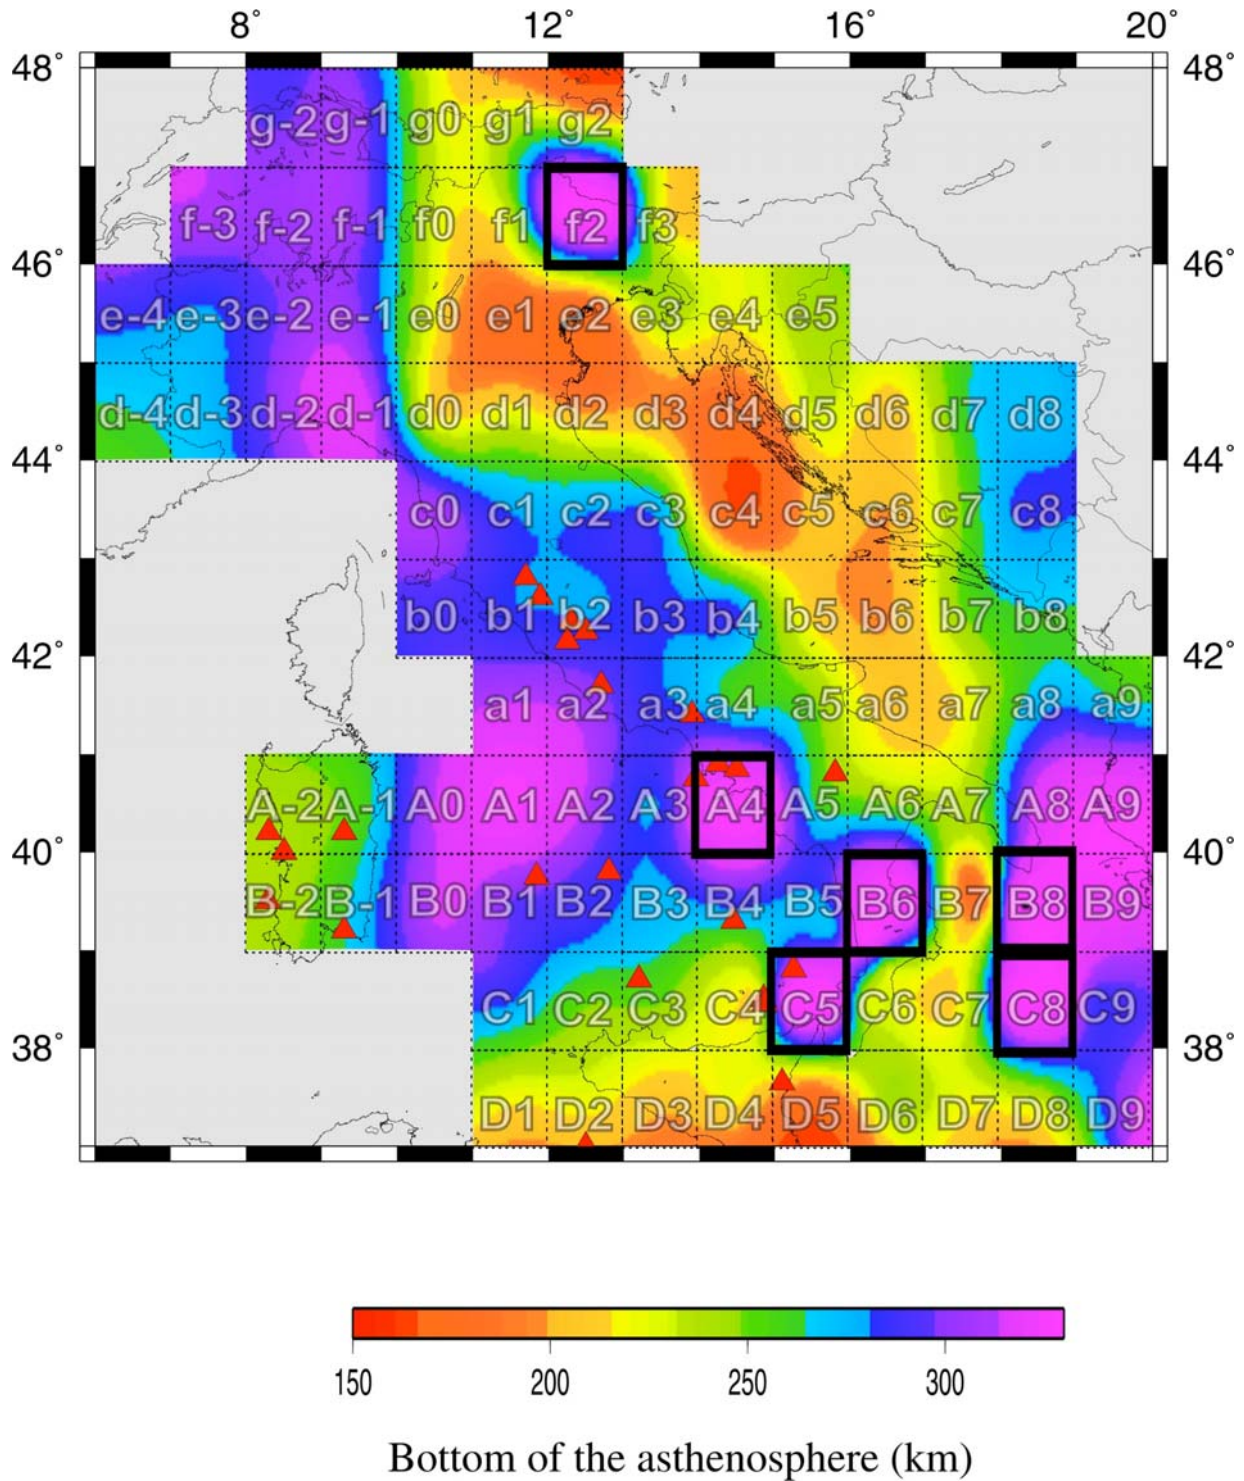 8° 12° 16° 20°
48° 48°
g-2 g-1 g0 g1 g2
f-3 f-2 f-1 f0 f1 f2 f3
46° 46°
e-4 e-3 e-2 e-1 e0 e1 e2 e3 e4 e5
d-4 d-3 d-2 d-1 d0 d1 d2 d3 d4 d5 d6 d7 d8
44° 44°
c0 c1 c2 c3 c4 c5 c6 c7 c8
b0 b1 b2 b3 b4 b5 b6 b7 b8
42° 42°
a1 a2 a3 a4 a5 a6 a7 a8 a9
A-2 A-1 A0 A1 A2 A3 A4 A5 A6 A7 A8 A9
40° 40°
B-2 B-1 B0 B1 B2 B3 B4 B5 B6 B7 B8 B9
C1 C2 C3 C4 C5 C6 C7 C8 C9
38° 38°
D1 D2 D3 D4 D5 D6 D7 D8 D9
150 200 250 300
Bottom of the asthenosphere (km)